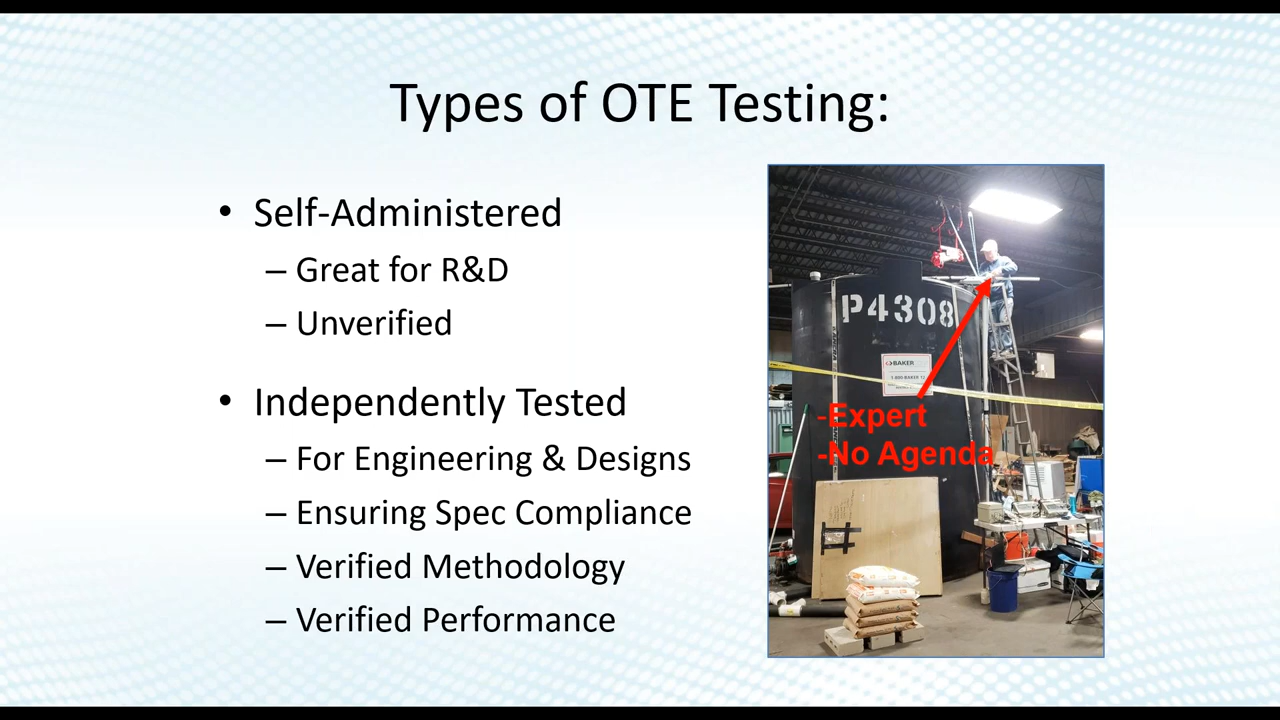 Types of OTE Testing:
• Self-Administered
– Great for R&D
– Unverified
• Independently Tested
– For Engineering & Designs
– Ensuring Spec Compliance
– Verified Methodology
– Verified Performance
P4308
BAKER
-Expert
-No Agenda